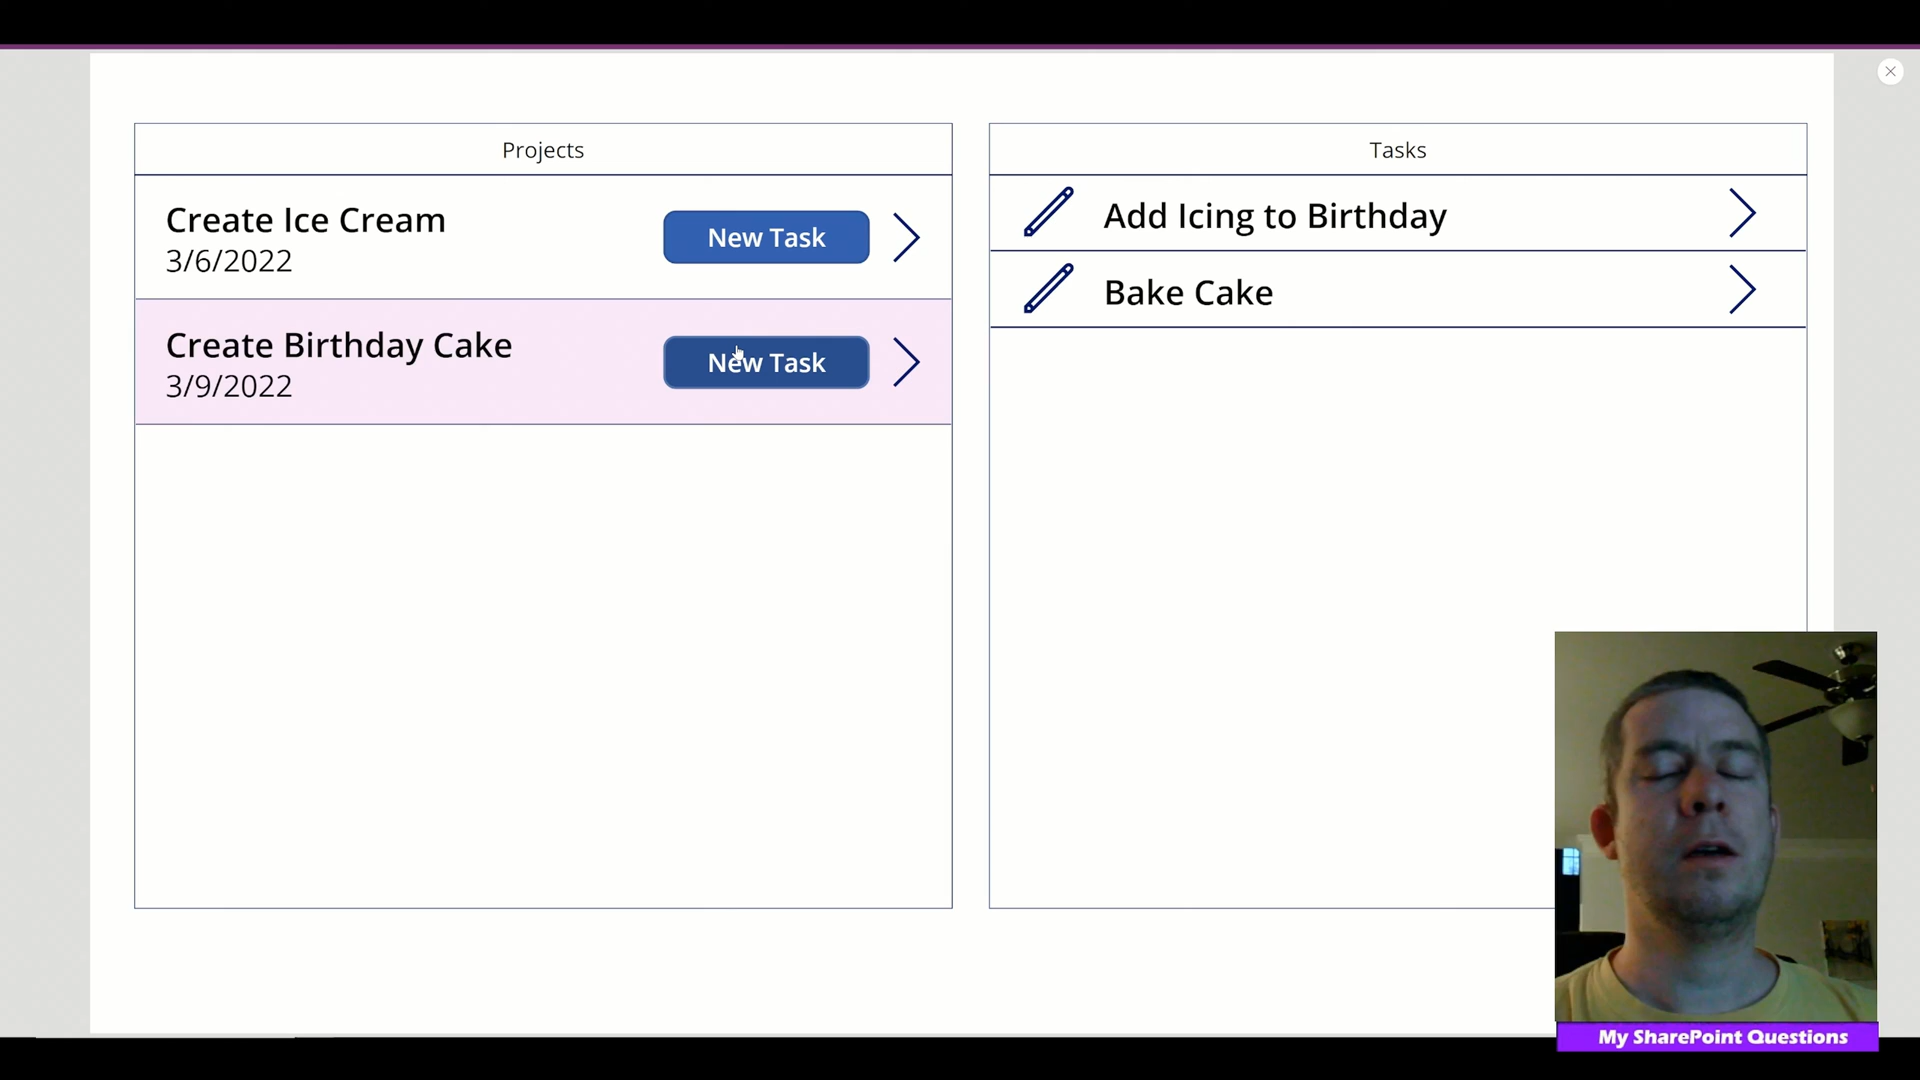 Projects
Create Ice Cream
3/6/2022
New Task
Create Birthday Cake
3/9/2022
New Task
Tasks
Add Icing to Birthday
Bake Cake
My SharePoint Questions